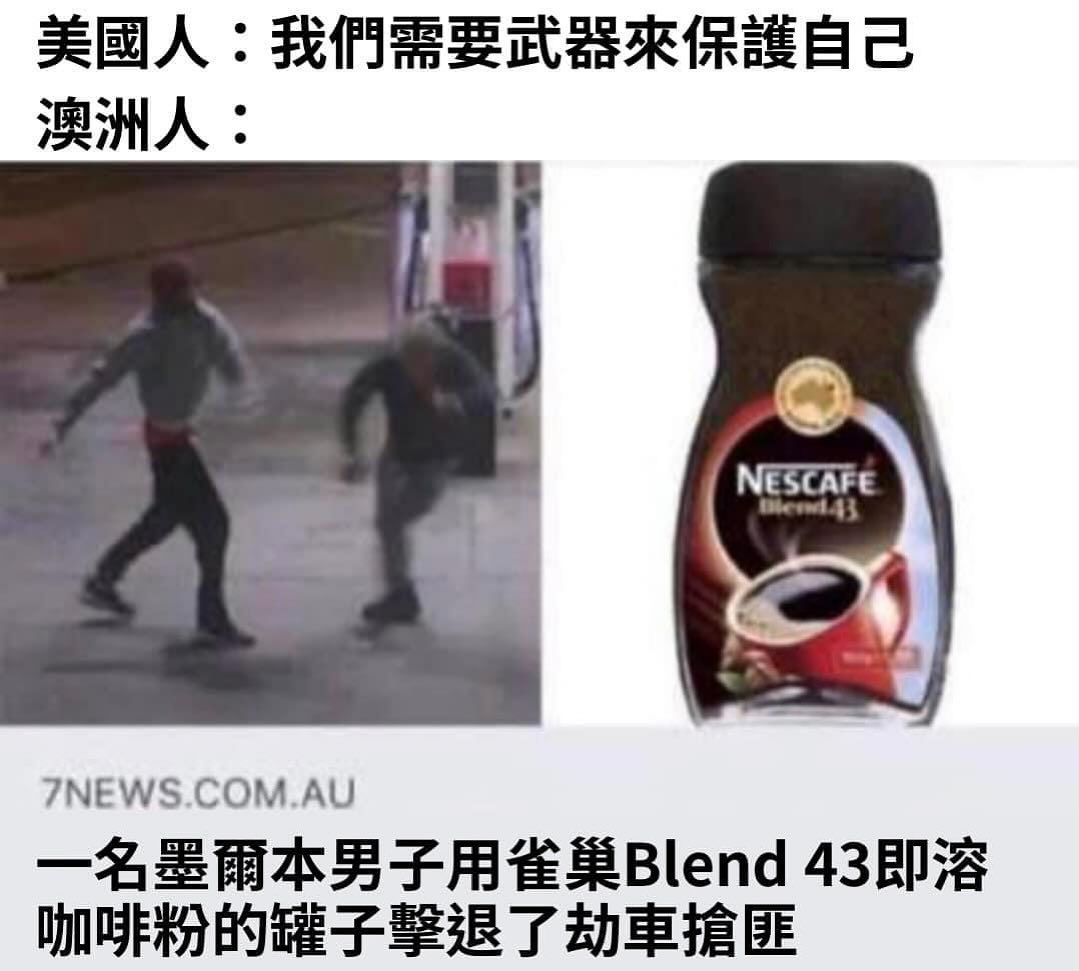 美國人：我們需要武器來保護自己
澳洲人：
NESCAFÉ
Blend 43
7NEWS.COM.AU
一名墨爾本男子用雀巢Blend 43即溶
咖啡粉的罐子擊退了劫車搶匪